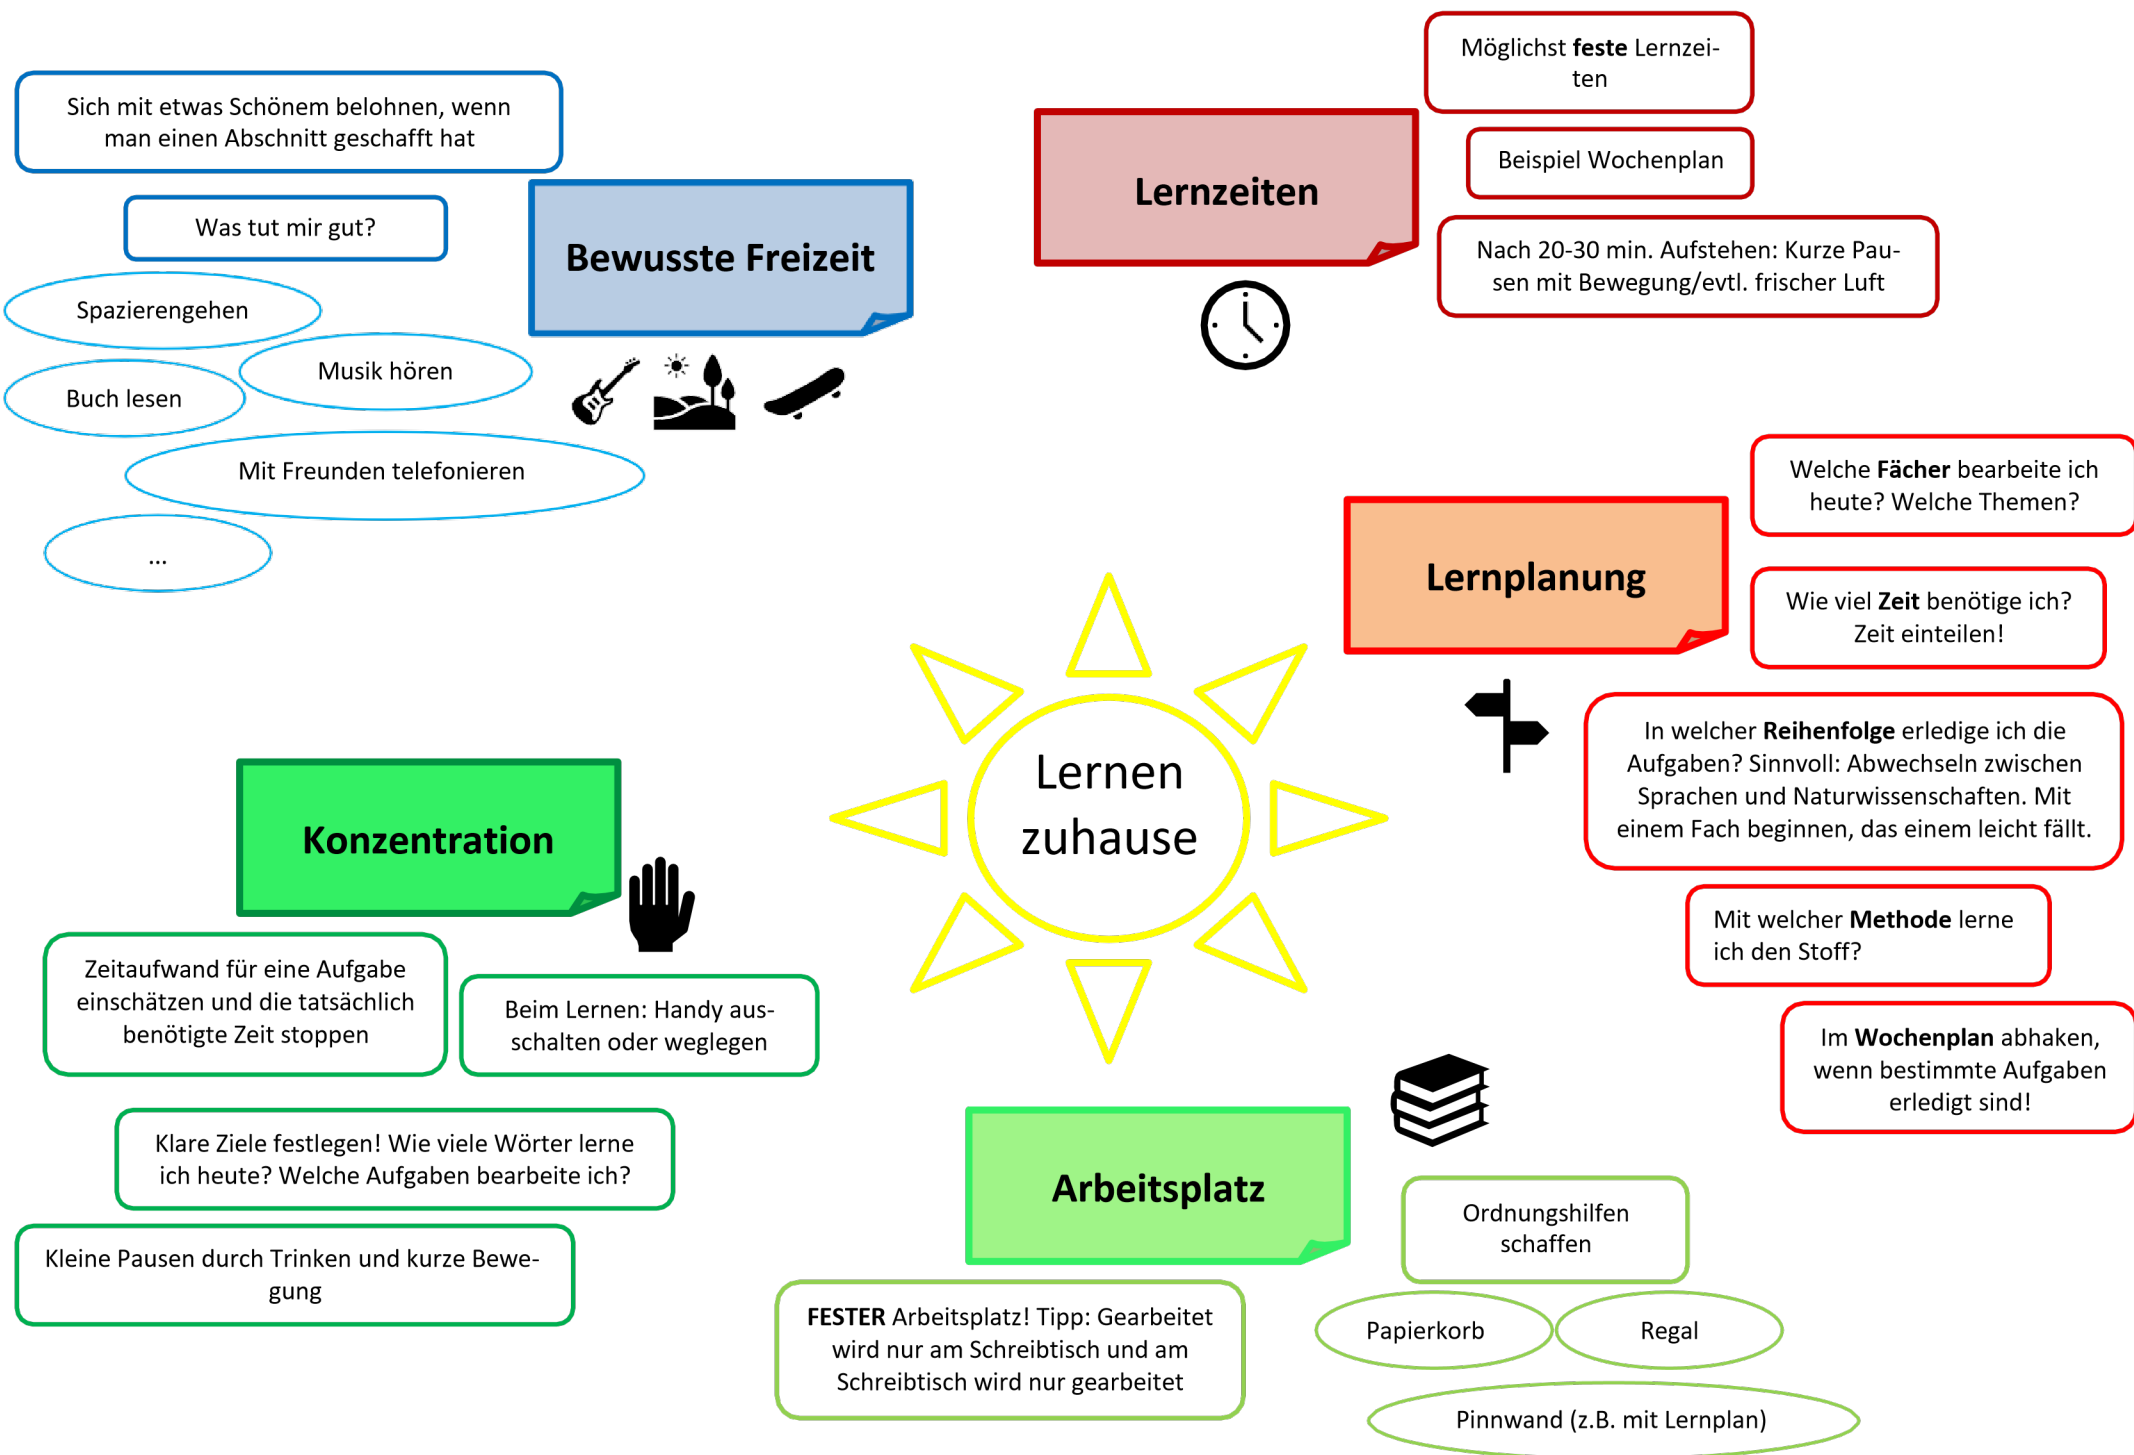 Sich mit etwas Schönem belohnen, wenn
man einen Abschnitt geschafft hat
Was tut mir gut?
Bewusste Freizeit
Spazierengehen
Musik hören
Buch lesen
Mit Freunden telefonieren
...
Lernzeiten
Möglichst feste Lernzei-
ten
Beispiel Wochenplan
Nach 20-30 min. Aufstehen: Kurze Pau-
sen mit Bewegung/evtl. frischer Luft
Lernplanung
Welche Fächer bearbeite ich
heute? Welche Themen?
Wie viel Zeit benötige ich?
Zeit einteilen!
In welcher Reihenfolge erledige ich die
Aufgaben? Sinnvoll: Abwechseln zwischen
Sprachen und Naturwissenschaften. Mit
einem Fach beginnen, das einem leicht fällt.
Mit welcher Methode lerne
ich den Stoff?
Im Wochenplan abhaken,
wenn bestimmte Aufgaben
erledigt sind!
Lernen
zuhause
Konzentration
Zeitaufwand für eine Aufgabe
einschätzen und die tatsächlich
benötigte Zeit stoppen
Beim Lernen: Handy aus-
schalten oder weglegen
Klare Ziele festlegen! Wie viele Wörter lerne
ich heute? Welche Aufgaben bearbeite ich?
Kleine Pausen durch Trinken und kurze Bewe-
gung
Arbeitsplatz
FESTER Arbeitsplatz! Tipp: Gearbeitet
wird nur am Schreibtisch und am
Schreibtisch wird nur gearbeitet
Ordnungshilfen
schaffen
Papierkorb
Regal
Pinnwand (z.B. mit Lernplan)